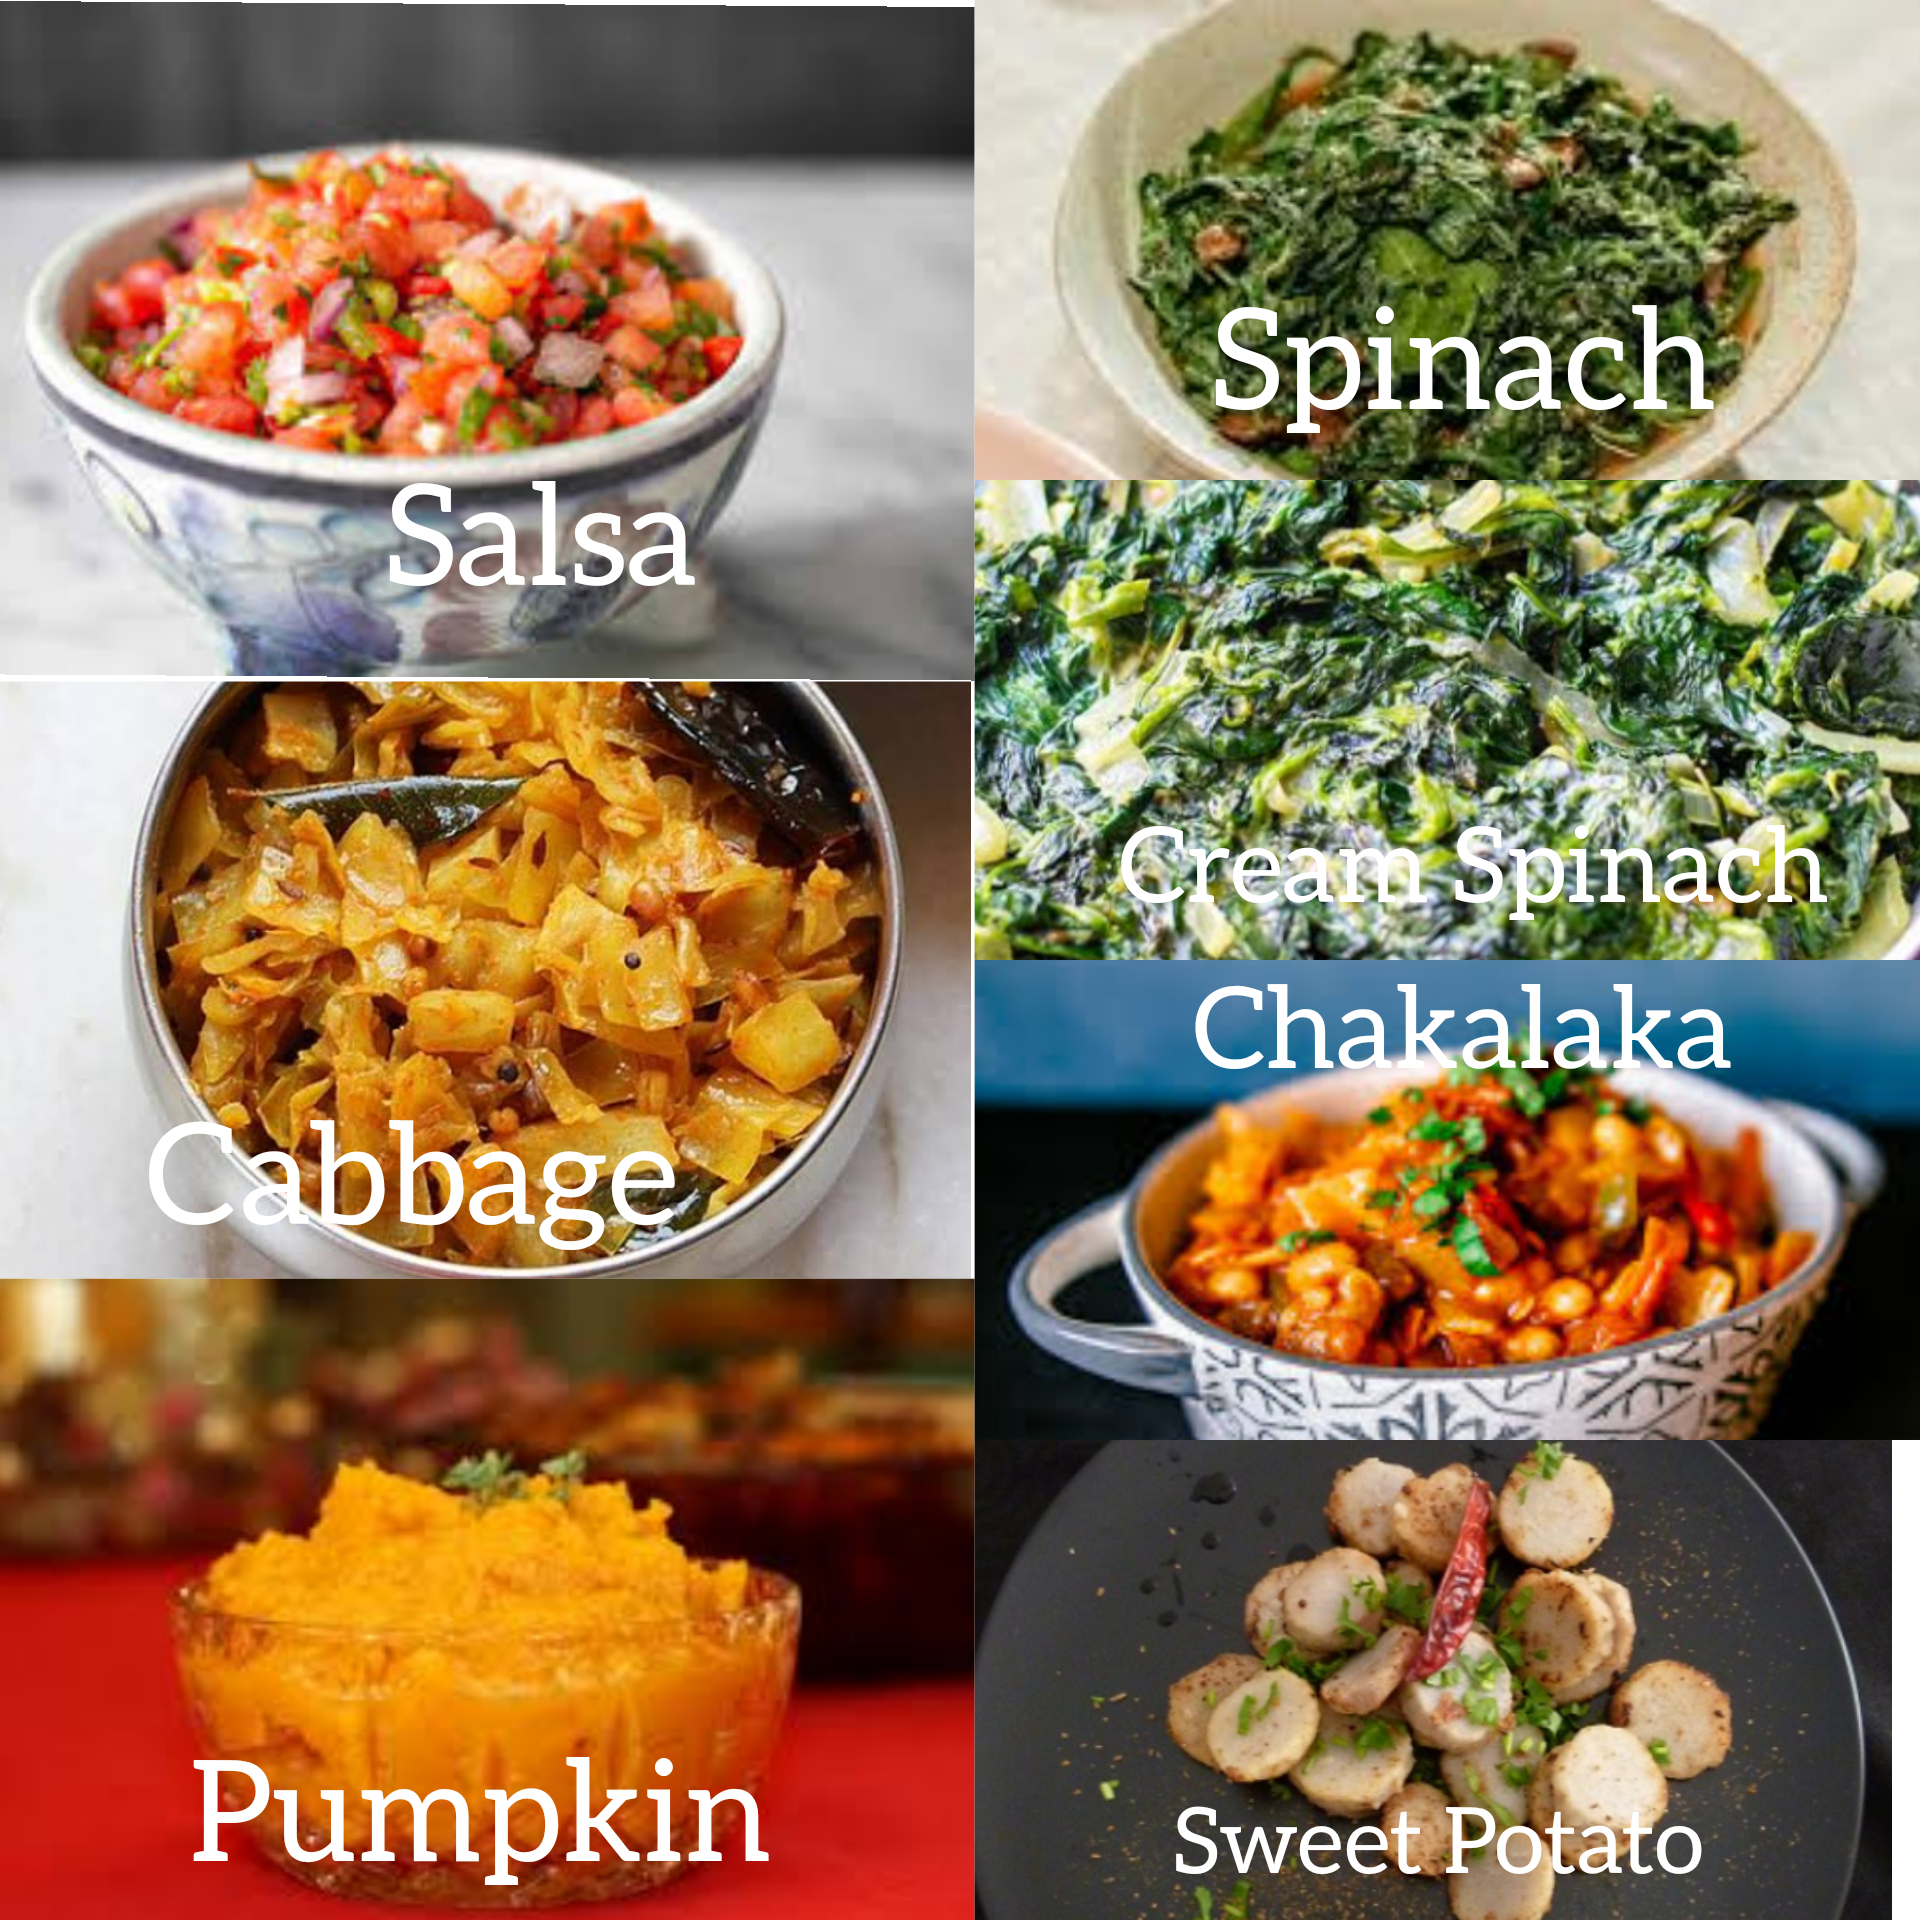 Salsa
Spinach
Cream Spinach
Cabbage
Chakalaka
Pumpkin
Sweet Potato